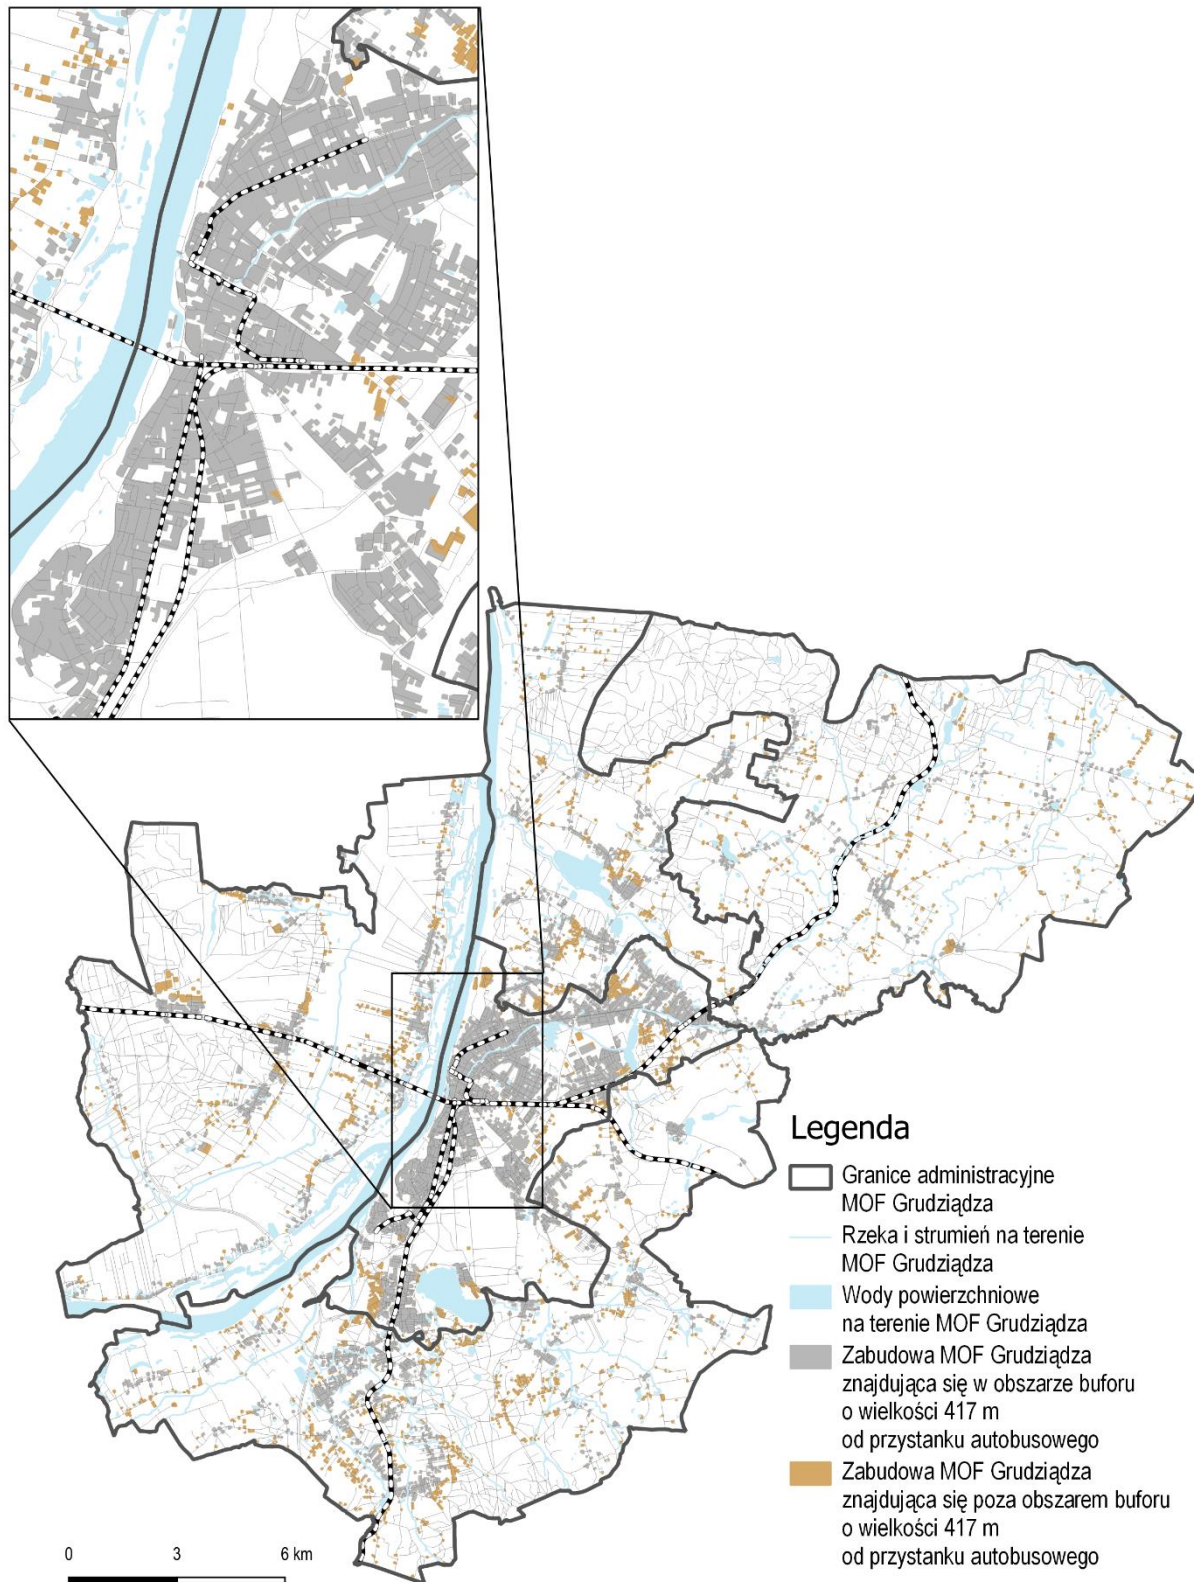 Legenda
Granice administracyjne
MOF Grudziądza
Rzeka i strumień na terenie
MOF Grudziądza
Wody powierzchniowe
na terenie MOF Grudziądza
Zabudowa MOF Grudziądza
znajdująca się w obszarze buforu
o wielkości 417 m
od przystanku autobusowego
Zabudowa MOF Grudziądza
znajdująca się poza obszarem buforu
o wielkości 417 m
od przystanku autobusowego
0 3 6 km